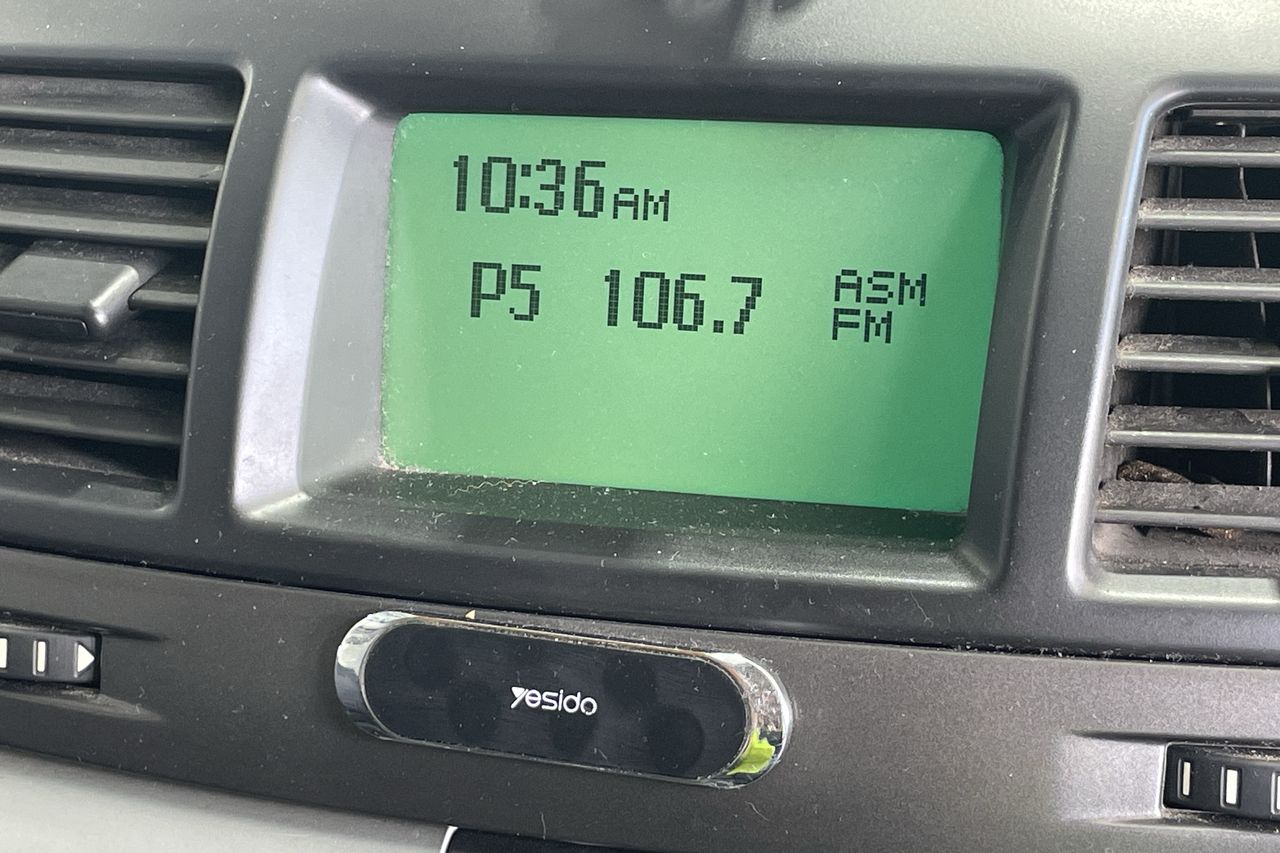 10:36AM
P5 106.7 ASM
FM
yesido